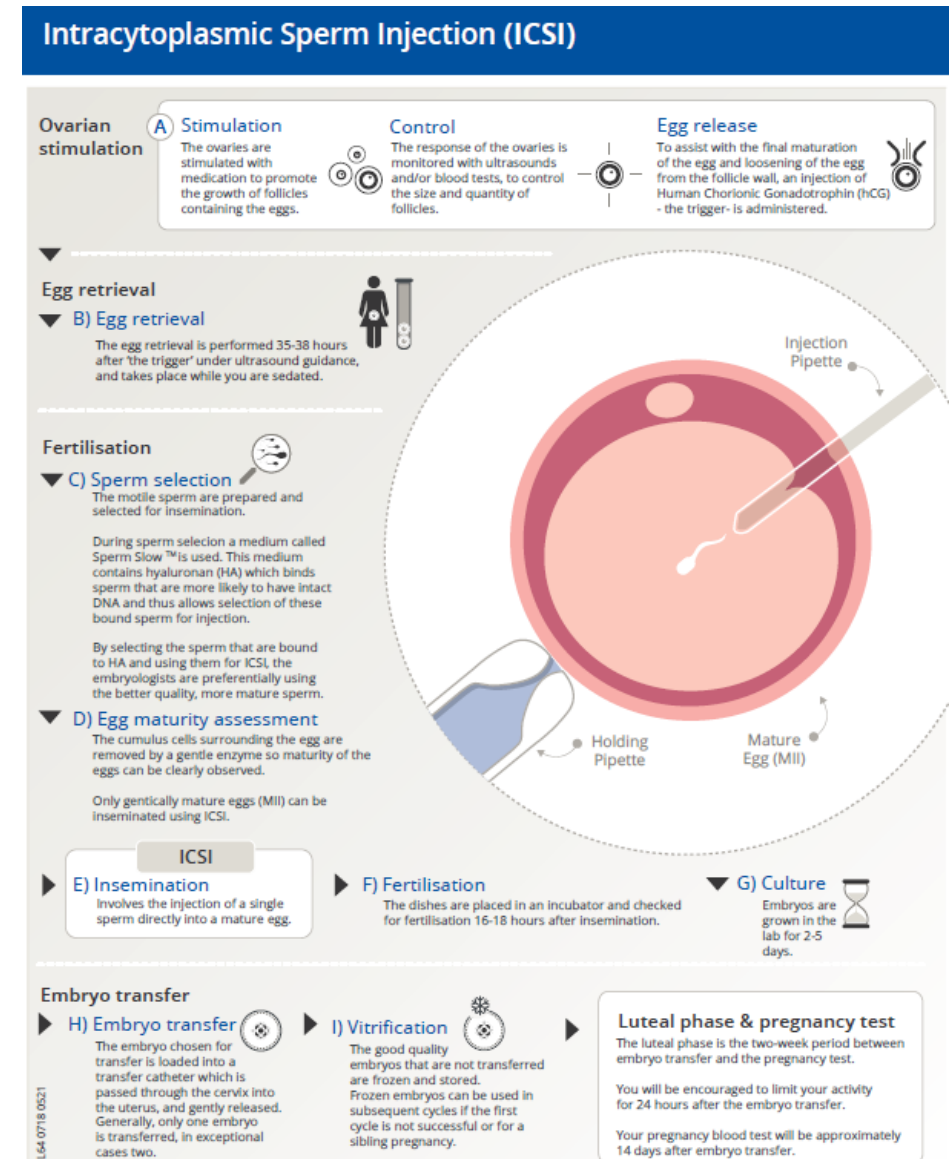 Intracytoplasmic Sperm Injection (ICSI)
Ovarian
stimulation
A
Stimulation
The ovaries are
stimulated with
medication to promote
the growth of follicles
containing the eggs.
Control
The response of the ovaries is
monitored with ultrasounds
and/or blood tests, to control
the size and quantity of
follicles.
Egg release
To assist with the final maturation
of the egg and loosening of the egg
from the follicle wall, an injection of
Human Chorionic Gonadotrophin (hCG)
- the trigger- is administered.
Egg retrieval
B) Egg retrieval
The egg retrieval is performed 35-38 hours
after 'the trigger' under ultrasound guidance,
and takes place while you are sedated.
Injection
Pipette
Fertilisation
C) Sperm selection
The motile sperm are prepared and
selected for insemination.
During sperm selecion a medium called
Sperm Slow ™ is used. This medium
contains hyaluronan (HA) which binds
sperm that are more likely to have intact
DNA and thus allows selection of these
bound sperm for injection.
By selecting the sperm that are bound
to HA and using them for ICSI, the
embryologists are preferentially using
the better quality, more mature sperm.
D) Egg maturity assessment
The cumulus cells surrounding the egg are
removed by a gentle enzyme so maturity of the
eggs can be clearly observed.
Only gentically mature eggs (MII) can be
inseminated using ICSI.
Holding
Pipette
Mature
Egg (MII)
ICSI
E) Insemination
Involves the injection of a single
sperm directly into a mature egg.
F) Fertilisation
The dishes are placed in an incubator and checked
for fertilisation 16-18 hours after insemination.
G) Culture
Embryos are
grown in the
lab for 2-5
days.
Embryo transfer
H) Embryo transfer
The embryo chosen for
transfer is loaded into a
transfer catheter which is
passed through the cervix into
the uterus, and gently released.
Generally, only one embryo
is transferred, in exceptional
cases two.
I) Vitrification
The good quality
embryos that are not transferred
are frozen and stored.
Frozen embryos can be used in
subsequent cycles if the first
cycle is not successful or for a
sibling pregnancy.
Luteal phase & pregnancy test
The luteal phase is the two-week period between
embryo transfer and the pregnancy test.
You will be encouraged to limit your activity
for 24 hours after the embryo transfer.
Your pregnancy blood test will be approximately
14 days after embryo transfer.
L64 0718 0521